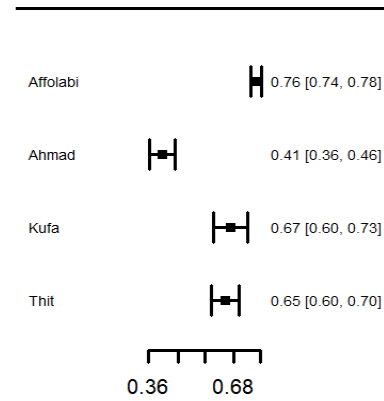 Affolabi 0.76 [0.74, 0.78]
Ahmad 0.41 [0.36, 0.46]
Kufa 0.67 [0.60, 0.73]
Thit 0.65 [0.60, 0.70]
0.36 0.68